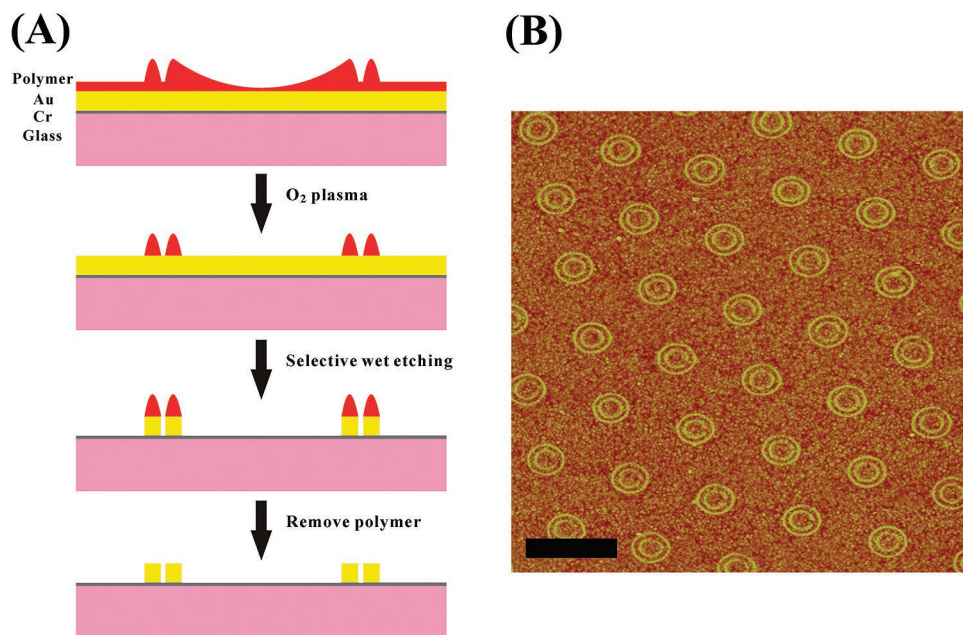 (A)
Polymer
Au
Cr
Glass
O₂ plasma
Selective wet etching
Remove polymer
(B)